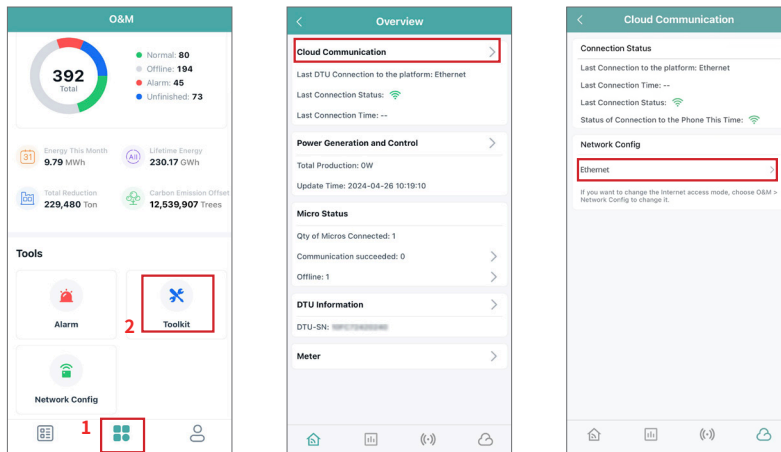 O&M
392
Total
Normal: 80
Offline: 194
Alarm: 45
Unfinished: 73
31
Energy This Month
9.79 MWh
All
Lifetime Energy
230.17 GWh
Total Reduction
229,480 Ton
Carbon Emission Offset
12,539,907 Trees
Tools
Alarm
2
Toolkit
Network Config
1
Overview
Cloud Communication
Last DTU Connection to the platform: Ethernet
Last Connection Status:
Last Connection Time: --
Power Generation and Control
Total Production: 0W
Update Time: 2024-04-26 10:19:10
Micro Status
Qty of Micros Connected: 1
Communication succeeded: 0
Offline: 1
DTU Information
DTU-SN:
Meter
Cloud Communication
Connection Status
Last Connection to the platform: Ethernet
Last Connection Time: --
Last Connection Status:
Status of Connection to the Phone This Time:
Network Config
Ethernet
If you want to change the Internet access mode, choose O&M >
Network Config to change it.